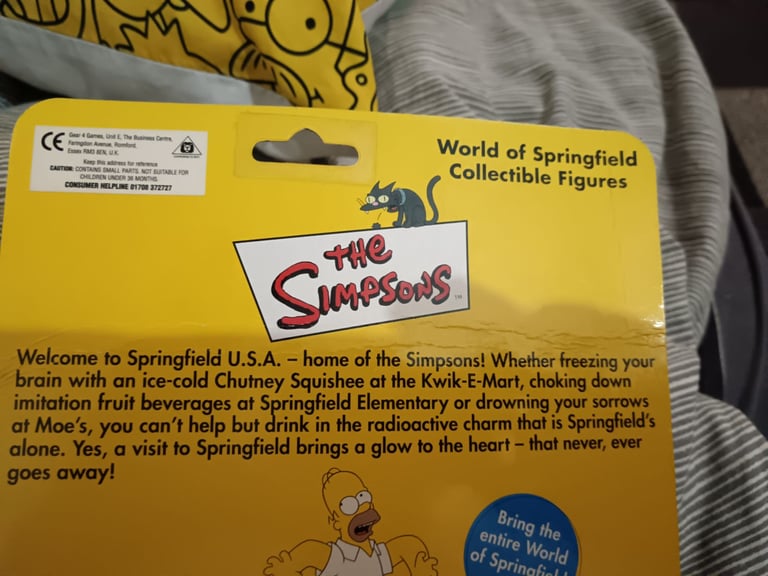 CE
Gear 4 Games, Unit E, The Business Centre,
Faringdon Avenue, Romford,
Essex RM3 8EN, U.K.
Keep this address for reference
CAUTION: CONTAINS SMALL PARTS. NOT SUITABLE FOR
CHILDREN UNDER 36 MONTHS.
CONSUMER HELPLINE 01708 372727
World of Springfield
Collectible Figures
THE
SIMPSONS
TM
Welcome to Springfield U.S.A. – home of the Simpsons! Whether freezing your
brain with an ice-cold Chutney Squishee at the Kwik-E-Mart, choking down
imitation fruit beverages at Springfield Elementary or drowning your sorrows
at Moe's, you can't help but drink in the radioactive charm that is Springfield's
alone. Yes, a visit to Springfield brings a glow to the heart – that never, ever
goes away!
Bring the
entire World
of Springfiel